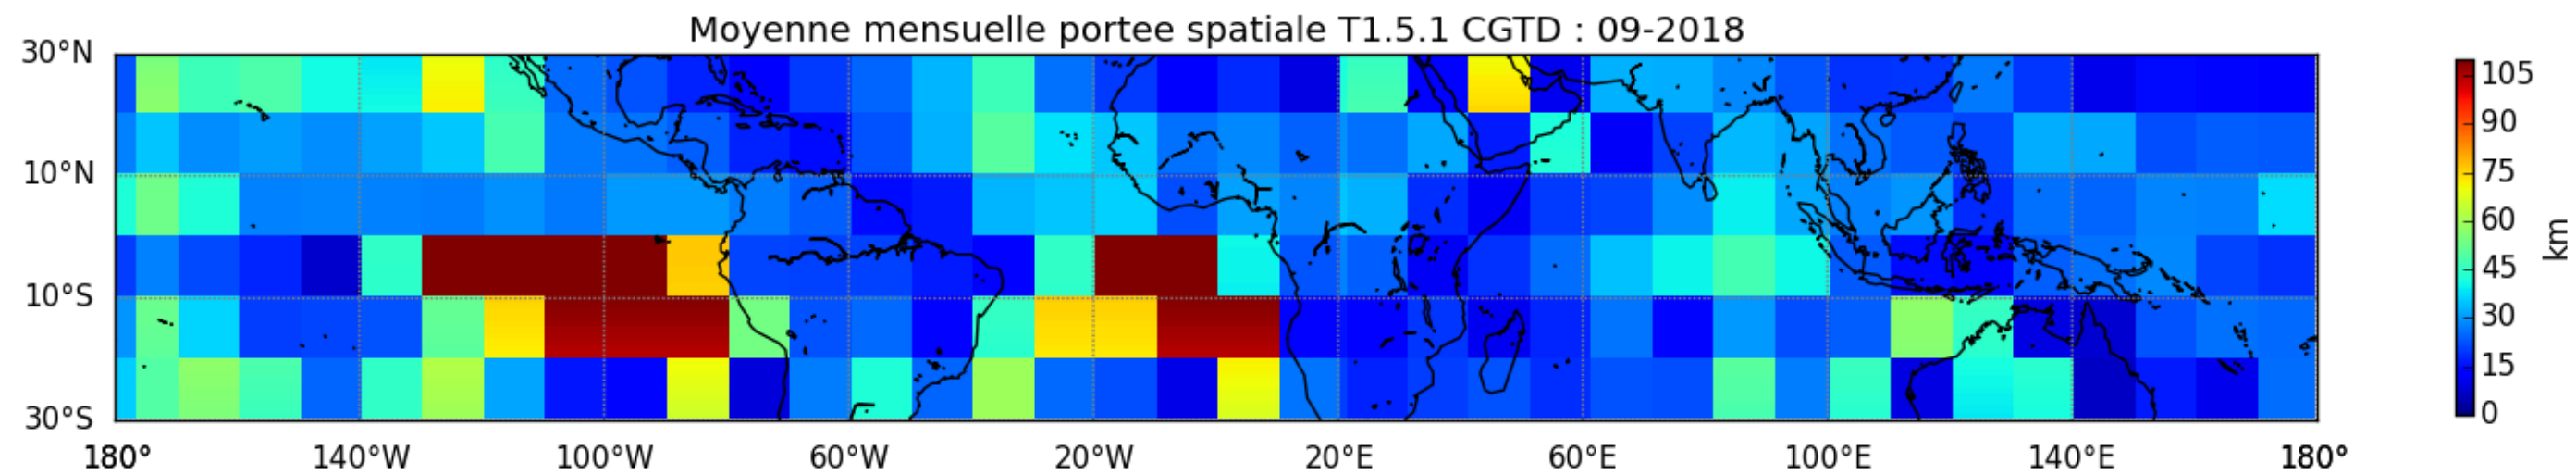 Moyenne mensuelle portee spatiale T1.5.1 CGTD : 09-2018
30°N
10°N
10°S
30°S
180° 140°W 100°W 60°W 20°W 20°E 60°E 100°E 140°E 180°
105
90
75
60
45
30
15
0
km